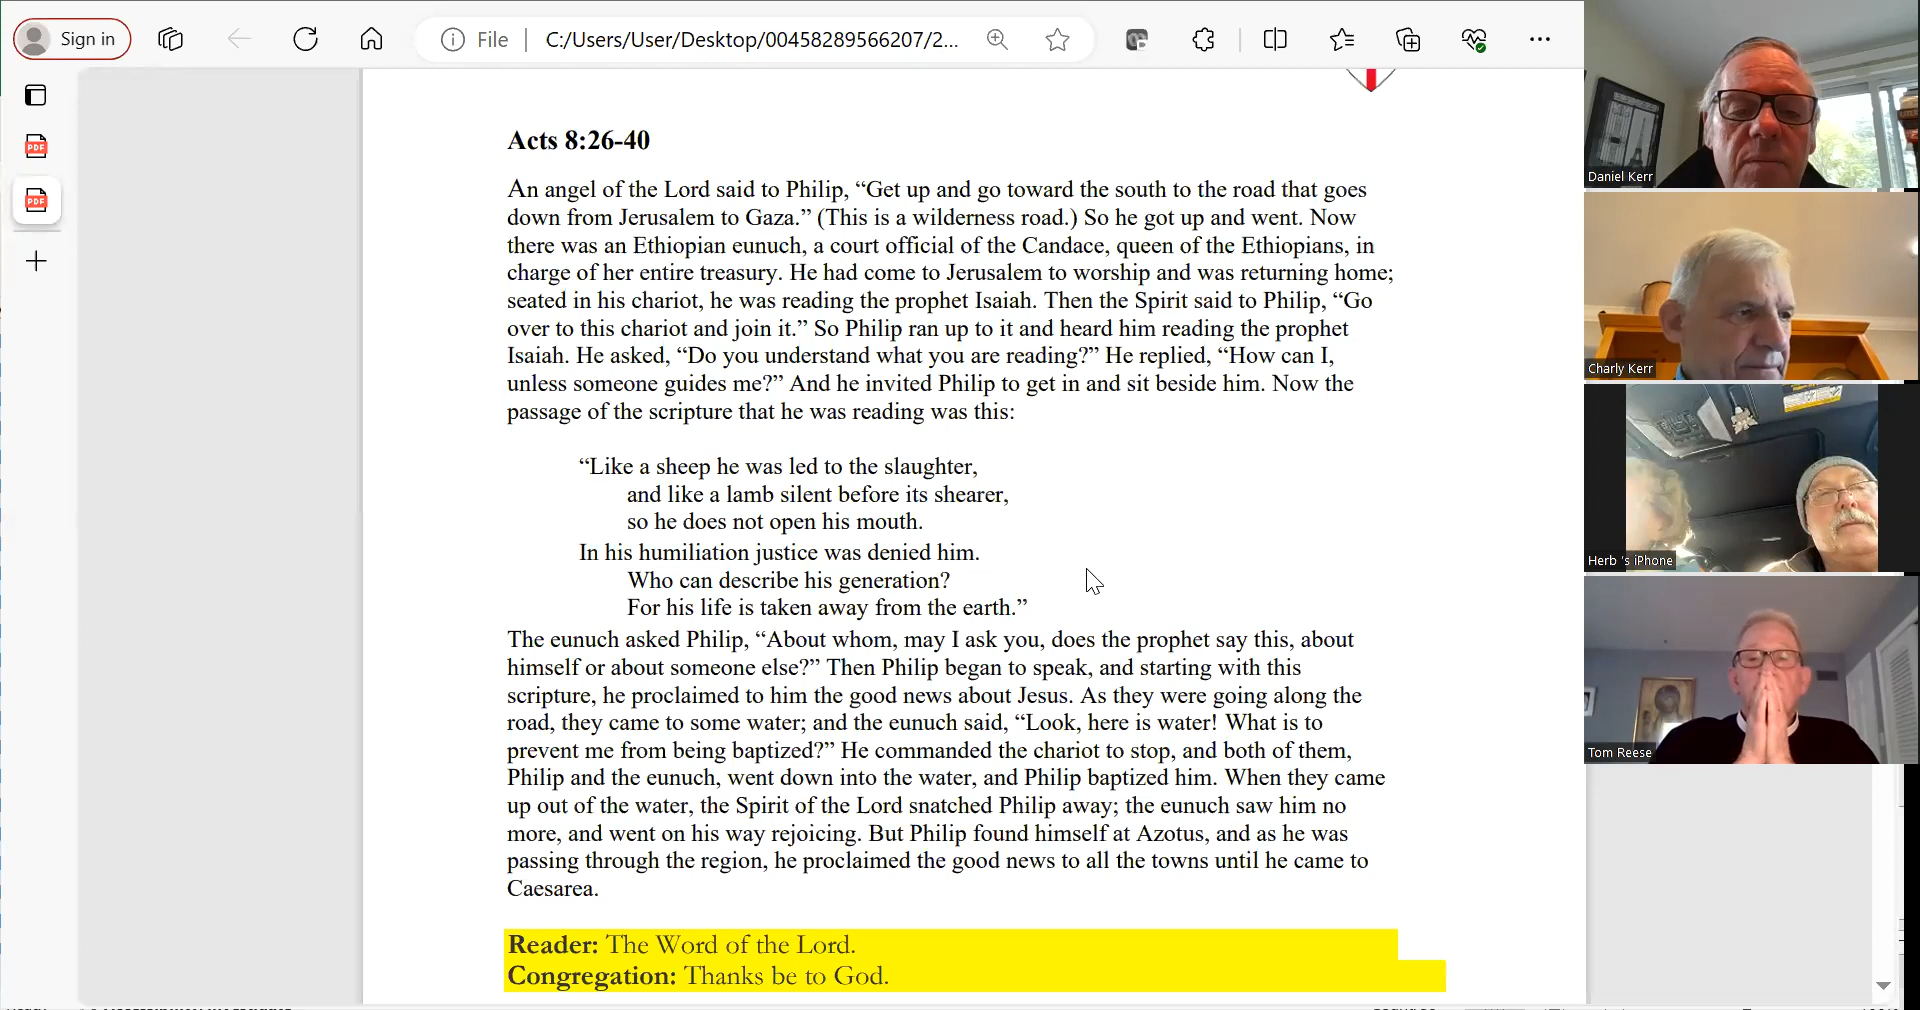 Sign in
File
C:/Users/User/Desktop/00458289566207/2...
Acts 8:26-40
An angel of the Lord said to Philip, “Get up and go toward the south to the road that goes
down from Jerusalem to Gaza.” (This is a wilderness road.) So he got up and went. Now
there was an Ethiopian eunuch, a court official of the Candace, queen of the Ethiopians, in
charge of her entire treasury. He had come to Jerusalem to worship and was returning home;
seated in his chariot, he was reading the prophet Isaiah. Then the Spirit said to Philip, “Go
over to this chariot and join it.” So Philip ran up to it and heard him reading the prophet
Isaiah. He asked, “Do you understand what you are reading?” He replied, “How can I,
unless someone guides me?” And he invited Philip to get in and sit beside him. Now the
passage of the scripture that he was reading was this:
“Like a sheep he was led to the slaughter,
and like a lamb silent before its shearer,
so he does not open his mouth.
In his humiliation justice was denied him.
Who can describe his generation?
For his life is taken away from the earth.”
The eunuch asked Philip, “About whom, may I ask you, does the prophet say this, about
himself or about someone else?” Then Philip began to speak, and starting with this
scripture, he proclaimed to him the good news about Jesus. As they were going along the
road, they came to some water; and the eunuch said, “Look, here is water! What is to
prevent me from being baptized?” He commanded the chariot to stop, and both of them,
Philip and the eunuch, went down into the water, and Philip baptized him. When they came
up out of the water, the Spirit of the Lord snatched Philip away; the eunuch saw him no
more, and went on his way rejoicing. But Philip found himself at Azotus, and as he was
passing through the region, he proclaimed the good news to all the towns until he came to
Caesarea.
Reader: The Word of the Lord.
Congregation: Thanks be to God.
PDF
PDF
Daniel Kerr
Charly Kerr
Herb 's iPhone
Tom Reese